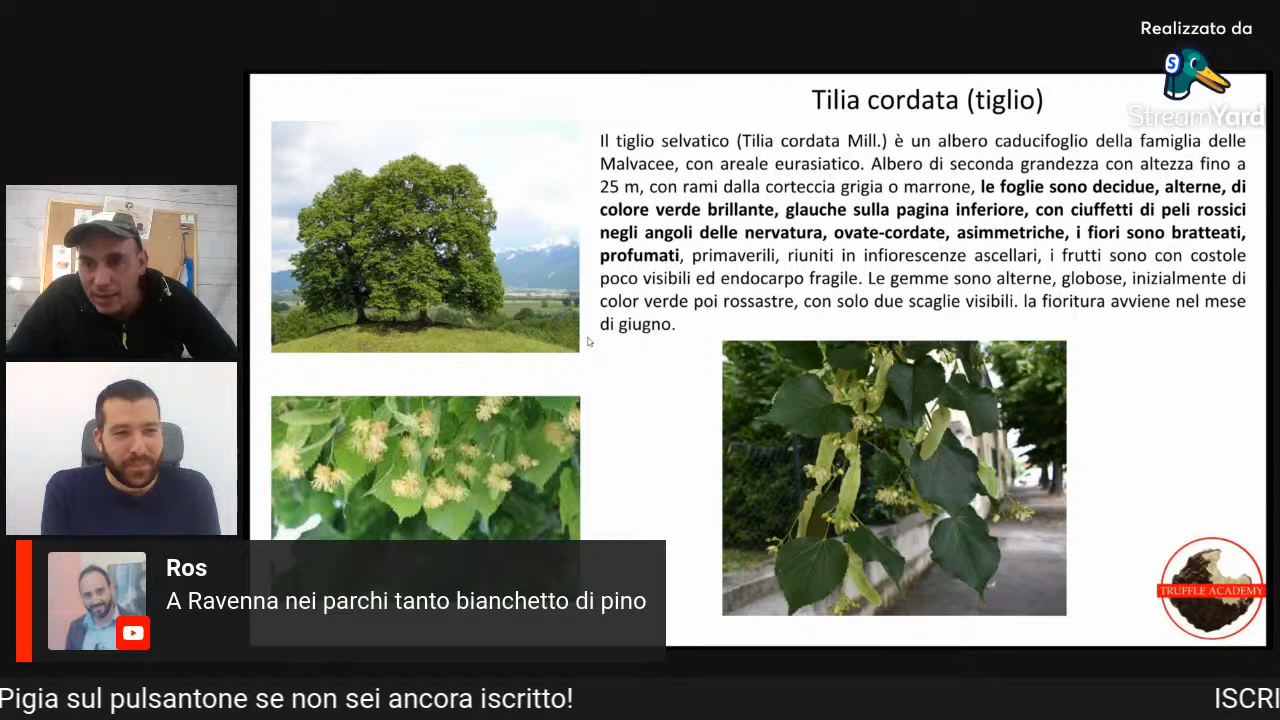 Realizzato da
StreamYard
Tilia cordata (tiglio)
Il tiglio selvatico (Tilia cordata Mill.) è un albero caducifoglio della famiglia delle
Malvacee, con areale eurasiatico. Albero di seconda grandezza con altezza fino a
25 m, con rami dalla corteccia grigia o marrone, le foglie sono decidue, alterne, di
colore verde brillante, glauche sulla pagina inferiore, con ciuffetti di peli rossici
negli angoli delle nervatura, ovate-cordate, asimmetriche, i fiori sono bratteati,
profumati, primaverili, riuniti in infiorescenze ascellari, i frutti sono con costole
poco visibili ed endocarpo fragile. Le gemme sono alterne, globose, inizialmente di
color verde poi rossastre, con solo due scaglie visibili. la fioritura avviene nel mese
di giugno.
Ros
A Ravenna nei parchi tanto bianchetto di pino
TRUFFLE ACADEMY
Pigia sul pulsantone se non sei ancora iscritto! ISCRI